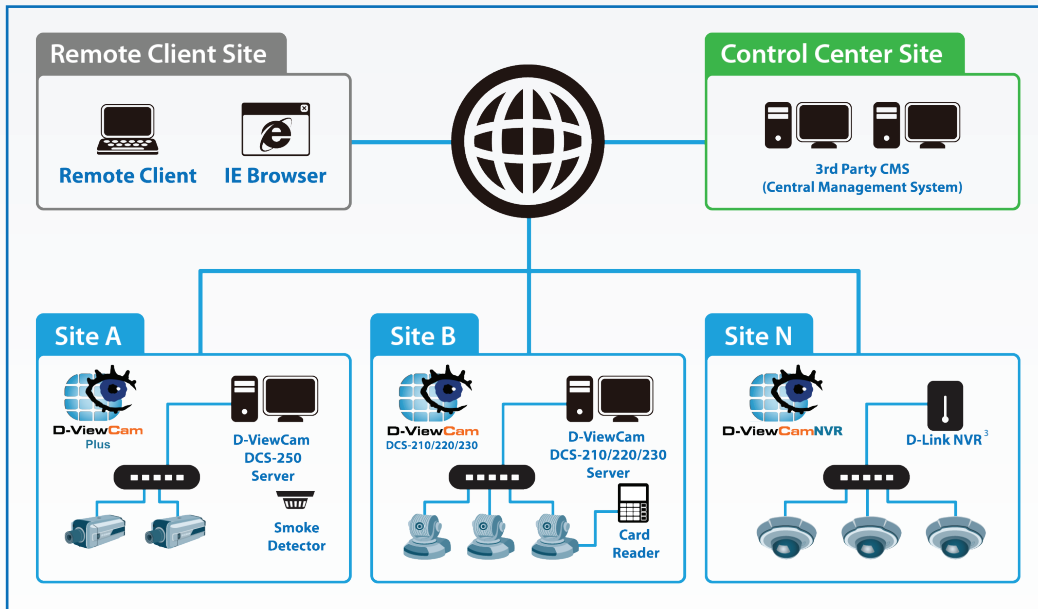 Remote Client Site
Remote Client
IE Browser
Control Center Site
3rd Party CMS
(Central Management System)
Site A
D-ViewCam
Plus
D-ViewCam
DCS-250
Server
Smoke
Detector
Site B
D-ViewCam
DCS-210/220/230
D-ViewCam
DCS-210/220/230
Server
Card
Reader
Site N
D-ViewCamNVR
D-Link NVR³